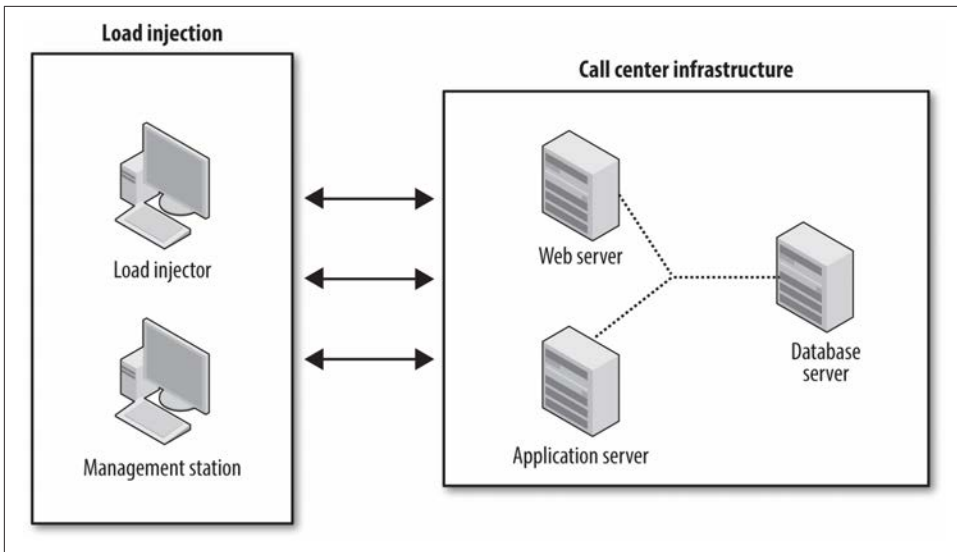 Load injection
Load injector
Management station
Call center infrastructure
Web server
Application server
Database
server